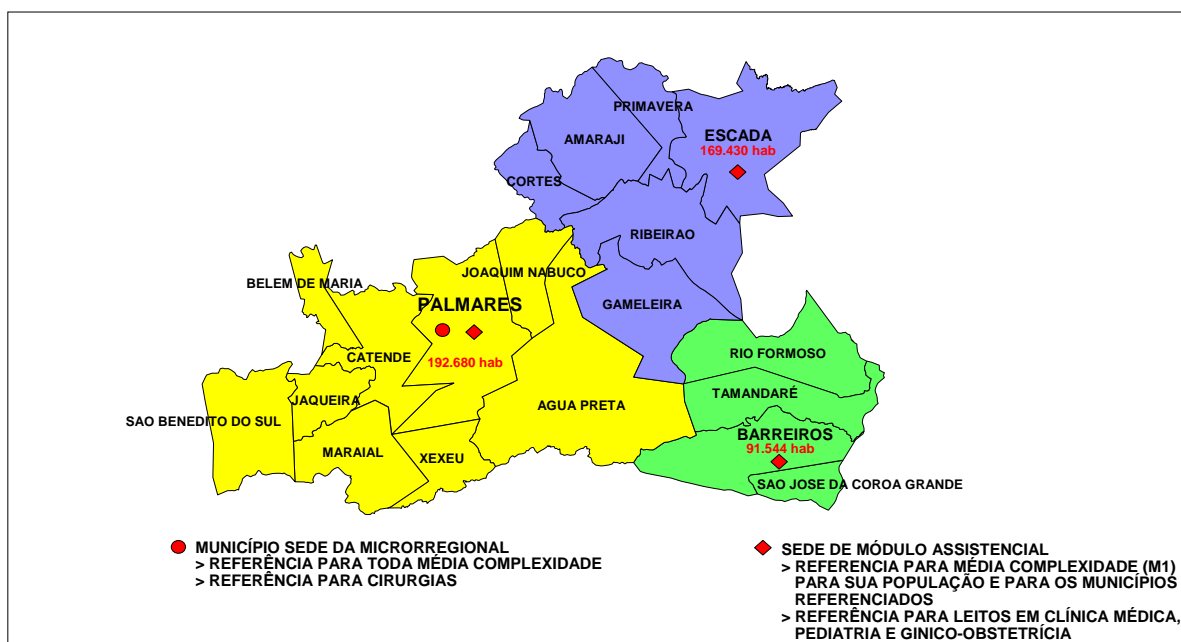 PRIMAVERA
ESCADA
AMARAJI
169.430 hab
CORTES
RIBEIRAO
JOAQUIM NABUCO
BELEM DE MARIA
PALMARES
GAMELEIRA
RIO FORMOSO
CATENDE
192.680 hab
TAMANDARÉ
JAQUEIRA
AGUA PRETA
SAO BENEDITO DO SUL
BARREIROS
91.544 hab
MARAIAL
XEXEU
SAO JOSE DA COROA GRANDE
MUNICÍPIO SEDE DA MICRORREGIONAL
> REFERÊNCIA PARA TODA MÉDIA COMPLEXIDADE
> REFERÊNCIA PARA CIRURGIAS
SEDE DE MÓDULO ASSISTENCIAL
> REFERENCIA PARA MÉDIA COMPLEXIDADE (M1)
PARA SUA POPULAÇÃO E PARA OS MUNICÍPIOS
REFERENCIADOS
> REFERÊNCIA PARA LEITOS EM CLÍNICA MÉDICA,
PEDIATRIA E GINICO-OBSTETRÍCIA